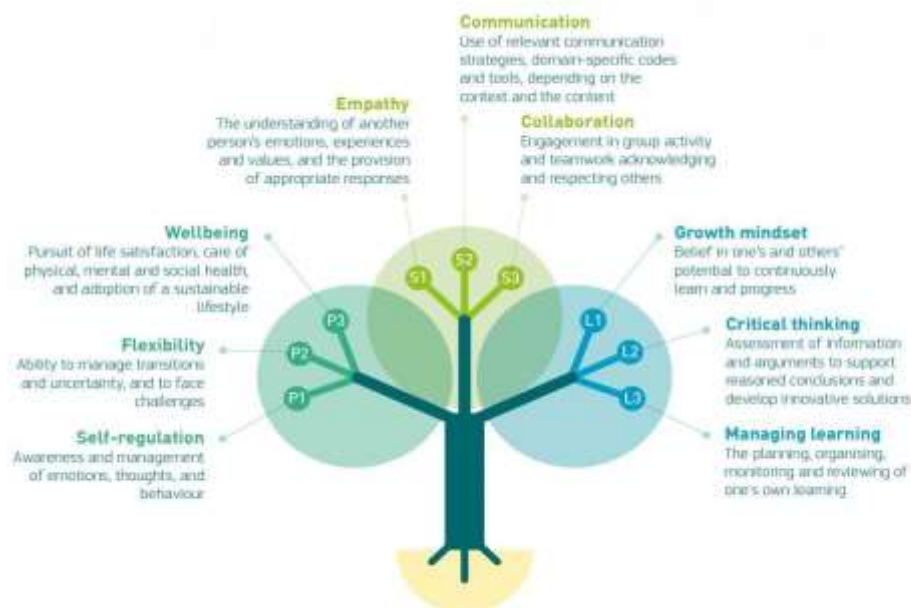 Communication
Use of relevant communication
strategies, domain-specific codes
and tools, depending on the
context and the content
Empathy
The understanding of another
person's emotions, experiences
and values, and the provision
of appropriate responses
Collaboration
Engagement in group activity
and teamwork acknowledging
and respecting others
Wellbeing
Pursuit of life satisfaction, care of
physical, mental and social health,
and adoption of a sustainable
lifestyle
Growth mindset
Belief in one's and others'
potential to continuously
learn and progress
S1
S2
S3
Flexibility
Ability to manage transitions
and uncertainty, and to face
challenges
P3
P2
P1
L1
L2
L3
Critical thinking
Assessment of information
and arguments to support
reasoned conclusions and
develop innovative solutions
Self-regulation
Awareness and management
of emotions, thoughts, and
behaviour
Managing learning
The planning, organising,
monitoring and reviewing of
one's own learning